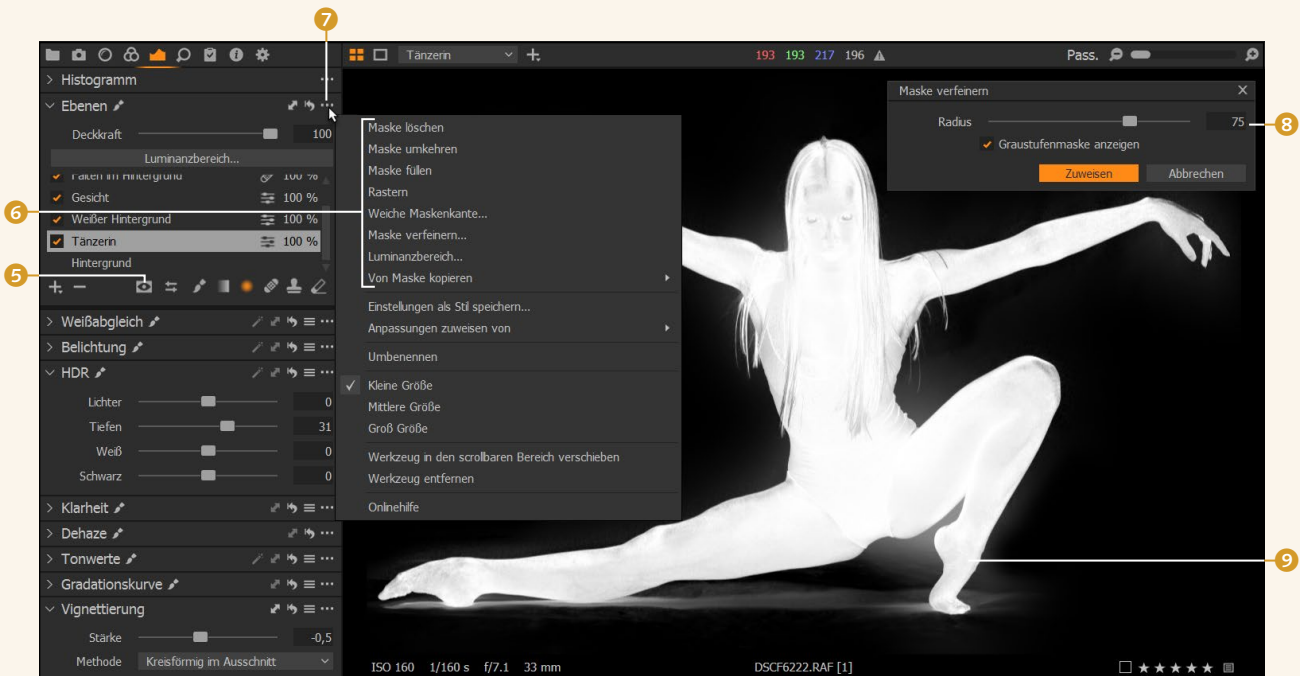 7
Tänzerin
193 193 217 196
Pass.
Histogramm
Ebenen
Deckkraft 100
Luminanzbereich...
Falten im Hintergrund 100 %
Gesicht 100 %
6
Weißer Hintergrund 100 %
Tänzerin 100 %
Hintergrund
5
Weißabgleich
Belichtung
HDR
Lichter 0
Tiefen 31
Weiß 0
Schwarz 0
Klarheit
Dehaze
Tonwerte
Gradationskurve
Vignettierung
Stärke -0,5
Methode Kreisförmig im Ausschnitt
Maske löschen
Maske umkehren
Maske füllen
Rastern
Weiche Maskenkante...
Maske verfeinern...
Luminanzbereich...
Von Maske kopieren
Einstellungen als Stil speichern...
Anpassungen zuweisen von
Umbenennen
Kleine Größe
Mittlere Größe
Groß Größe
Werkzeug in den scrollbaren Bereich verschieben
Werkzeug entfernen
Onlinehilfe
Maske verfeinern X
Radius 75
8
Graustufenmaske anzeigen
Zuweisen Abbrechen
9
ISO 160 1/160 s f/7.1 33 mm
DSCF6222.RAF [1]